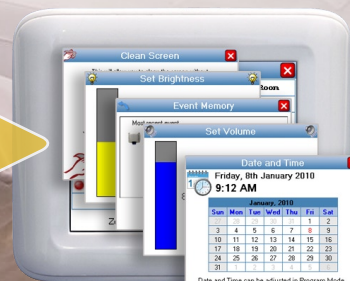 Clean Screen
Room
Set Brightness
Event Memory
Most recent event
Set Volume
Date and Time
Friday, 8th January 2010
9:12 AM
January, 2010
Sun Mon Tue Wed Thu Fri Sat
27 28 29 30 31 1 2
3 4 5 6 7 8 9
10 11 12 13 14 15 16
17 18 19 20 21 22 23
24 25 26 27 28 29 30
31 1 2 3 4 5 6
Date and Time can be adjusted in Program Mode